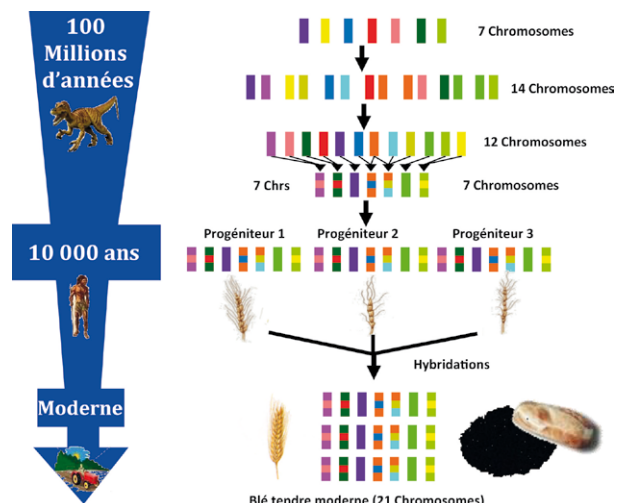 100
Millions
d'années
7 Chromosomes
14 Chromosomes
12 Chromosomes
7 Chrs
7 Chromosomes
10 000 ans
Progéniteur 1
Progéniteur 2
Progéniteur 3
Hybridations
Moderne
Blé tendre moderne (21 Chromosomes)